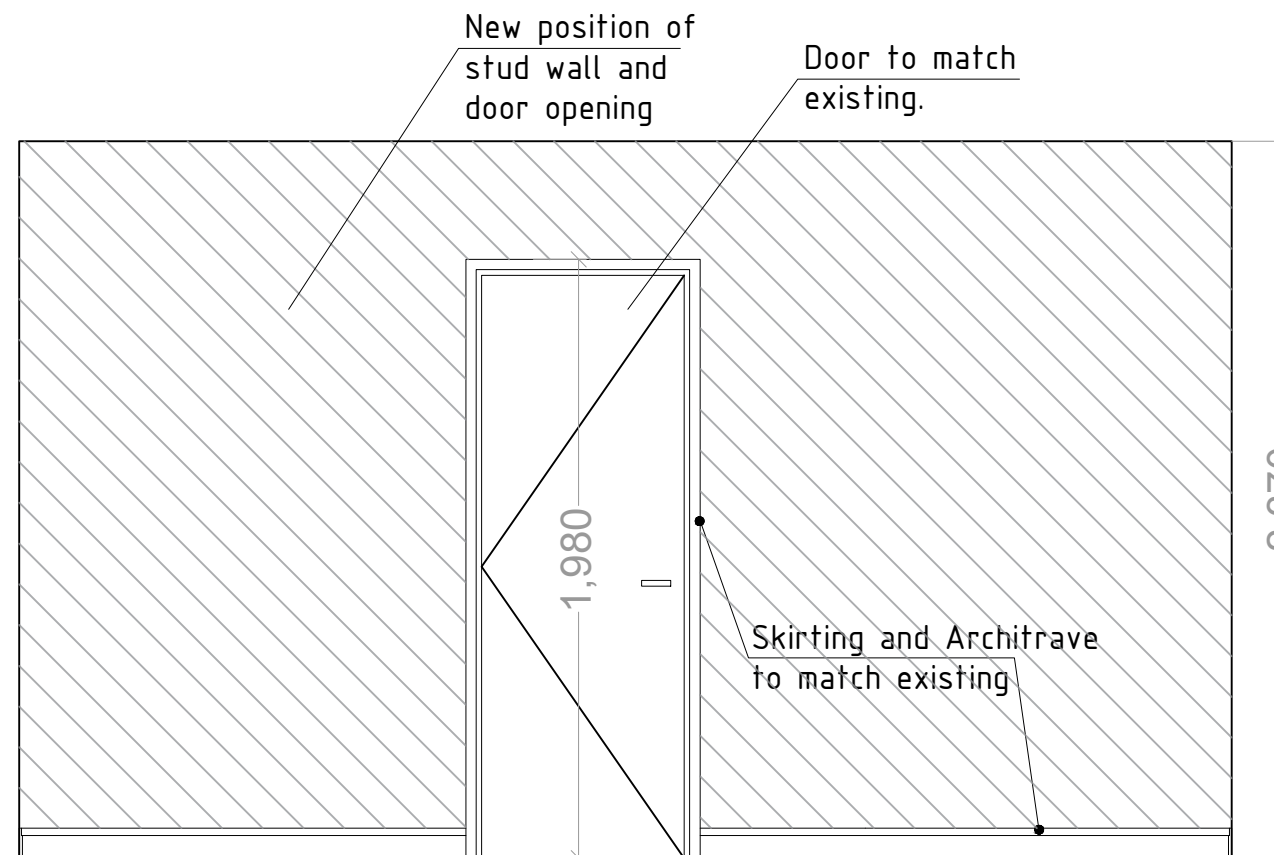 New position of
stud wall and
door opening
Door to match
existing.
1,980
Skirting and Architrave
to match existing